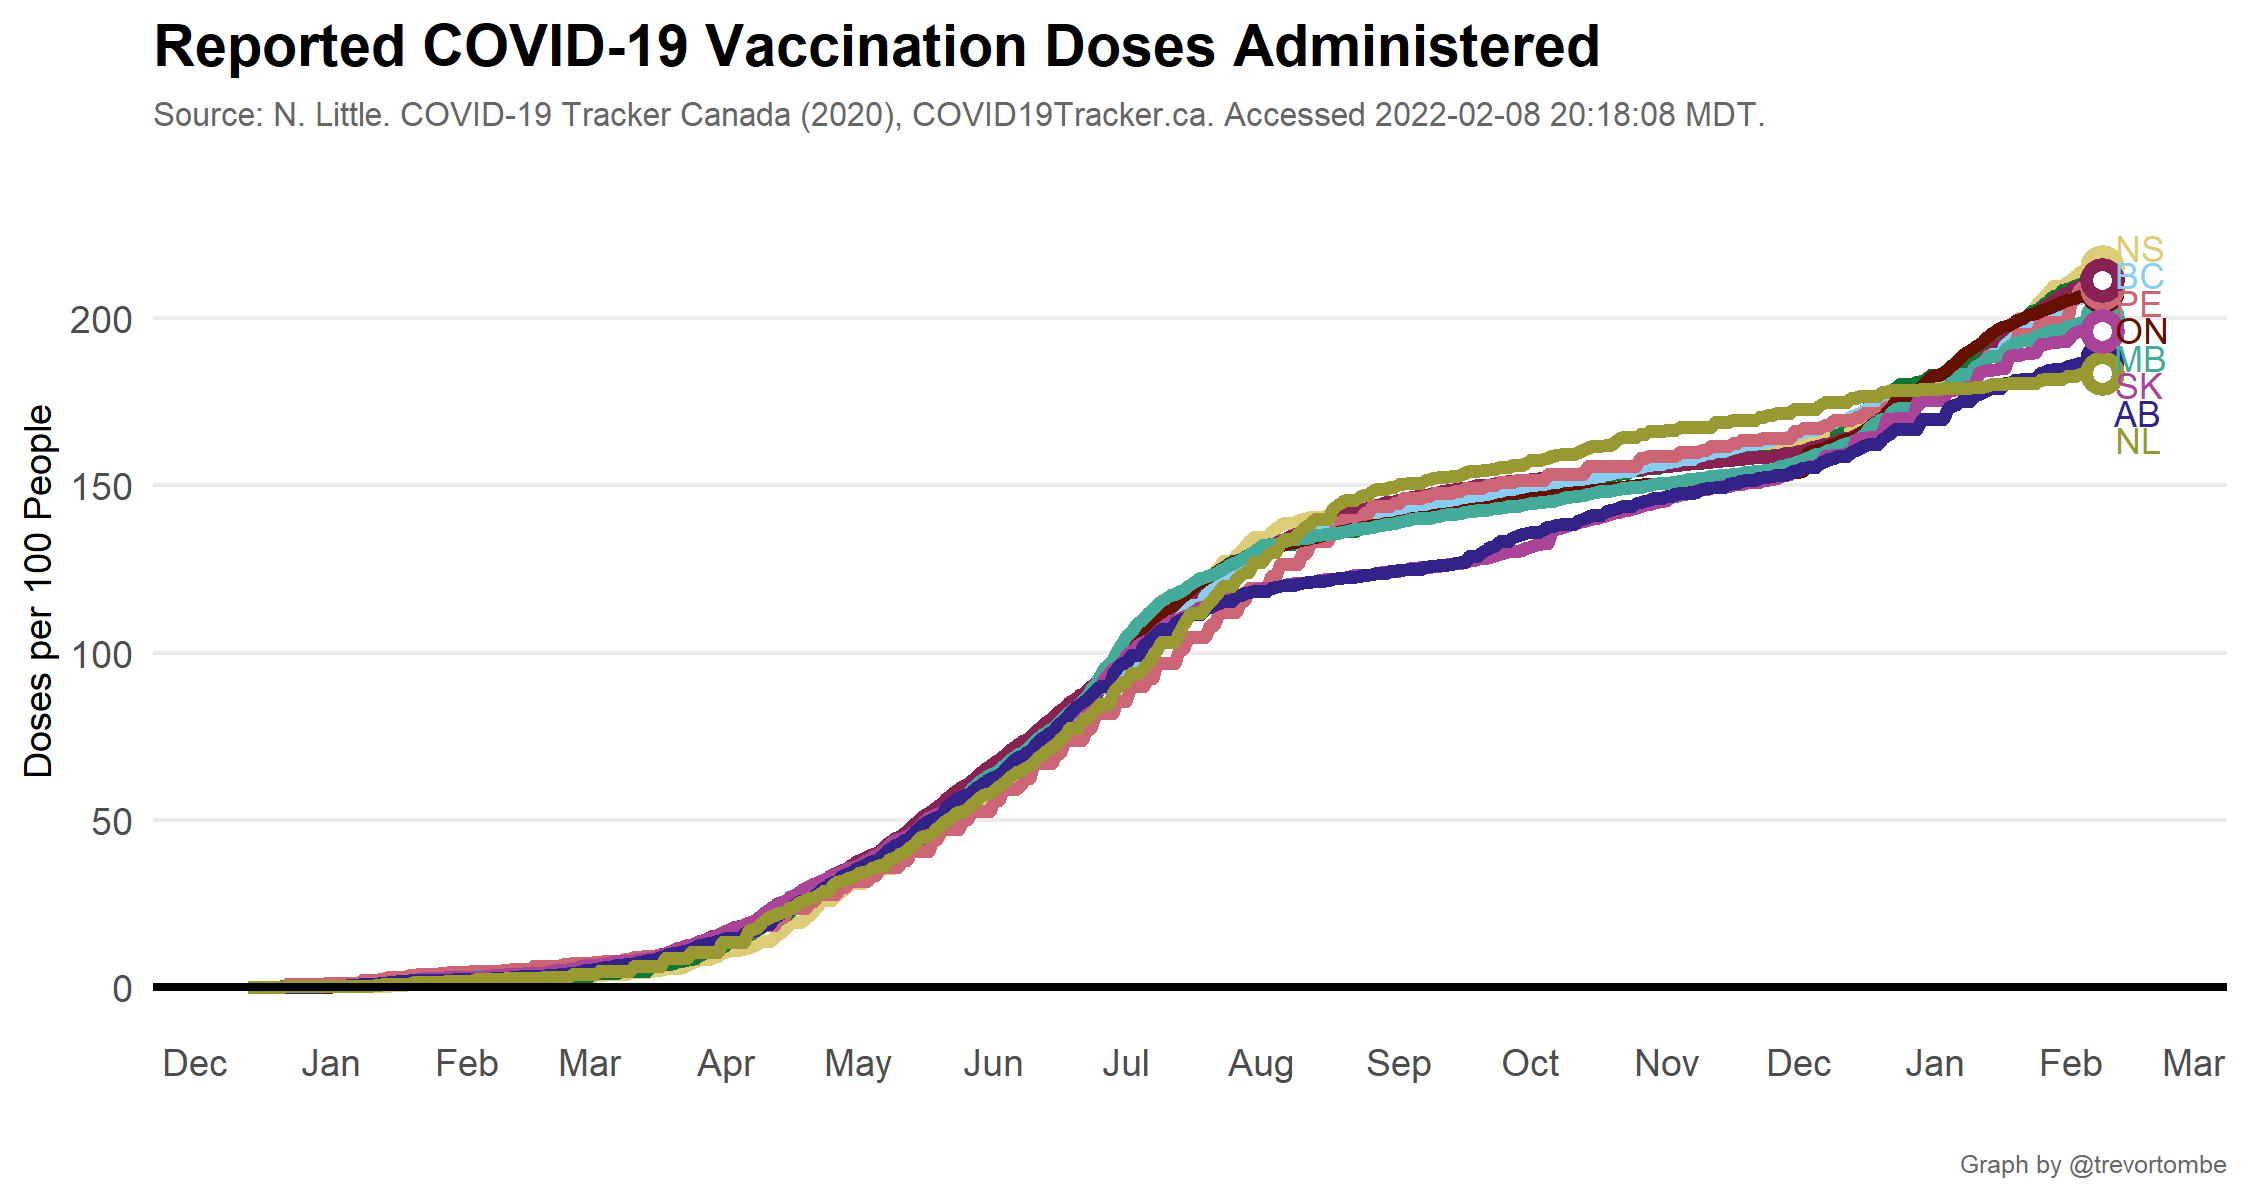 Reported COVID-19 Vaccination Doses Administered
Source: N. Little. COVID-19 Tracker Canada (2020), COVID19Tracker.ca. Accessed 2022-02-08 20:18:08 MDT.
Doses per 100 People
200
150
100
50
0
NS
BC
PE
ON
MB
SK
AB
NL
Dec Jan Feb Mar Apr May Jun Jul Aug Sep Oct Nov Dec Jan Feb Mar
Graph by @trevortombe